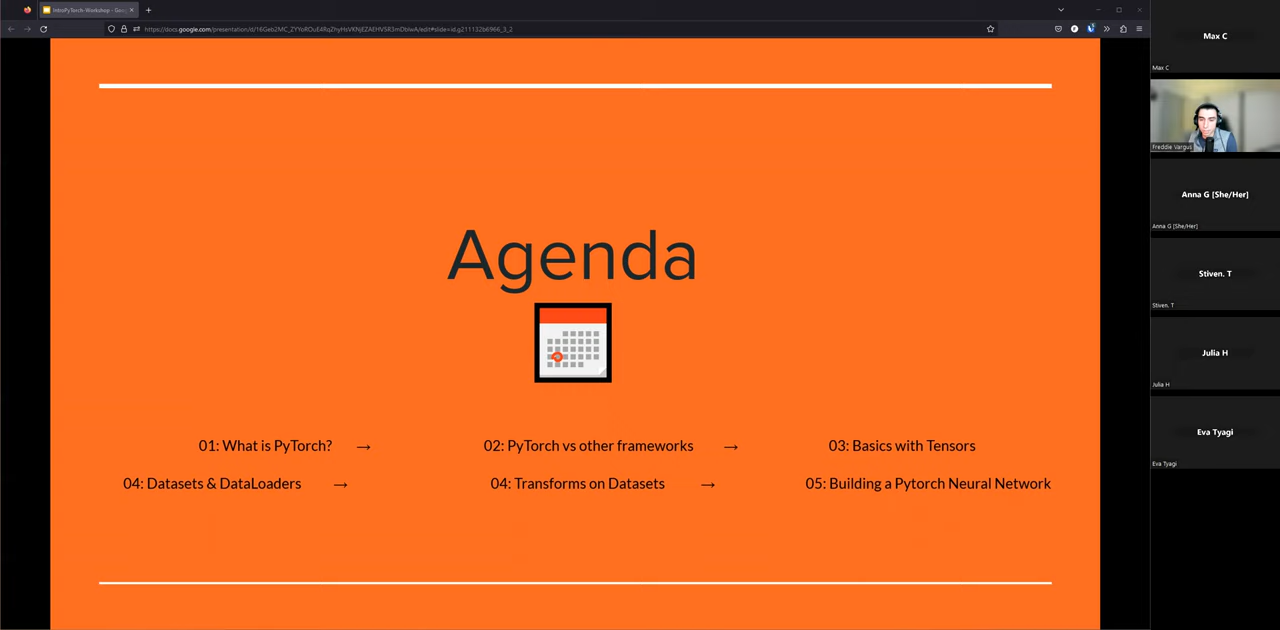 IntroPyTorch-Workshop - Goo
Agenda
01: What is PyTorch? →
02: PyTorch vs other frameworks →
03: Basics with Tensors
04: Datasets & DataLoaders →
04: Transforms on Datasets →
05: Building a Pytorch Neural Network
Max C
Max C
Freddie Vargus
Anna G [She/Her]
Anna G [She/Her]
Stiven. T
Stiven. T
Julia H
Julia H
Eva Tyagi
Eva Tyagi